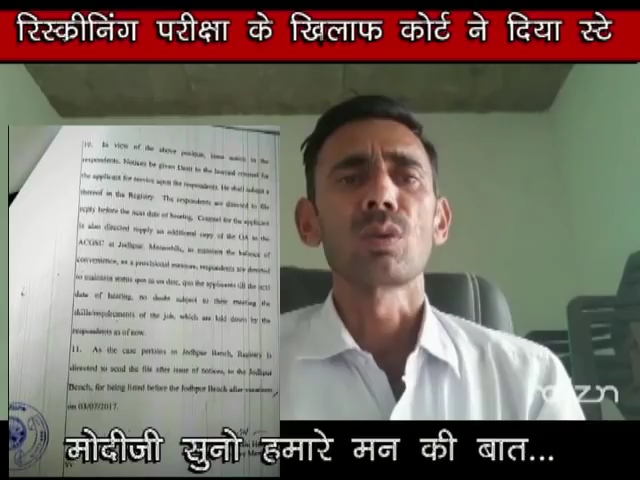 रिस्क्रीनिंग परीक्षा के खिलाफ कोर्ट ने दिया स्टे
10. In view of the above position, issue notice to the
respondents. Notices be given Dasti to the learned counsel for
the applicant for service upon the respondents. He shall submit a
thereof in the Registry. The respondents are directed to file
reply before the next date of hearing. Counsel for the applicant
is also directed supply an additional copy of the OA to the
ACGSC at Jodhpur. Meanwhile, to maintain the balance of
convenience, as a provisional measure, respondents are directed
to maintain status quo as on date, qua the applicants till the next
date of hearing, no doubt subject to their meeting the
skills/requirements of the job, which are laid down by the
respondents as of now.
11. As the case pertains to Jodhpur Bench, Registry is
directed to send the file after issue of notices, to the Jodhpur
Bench, for being listed before the Jodhpur Bench after vacations
on 03/07/2017.
मोदीजी सुनो हमारे मन की बात...